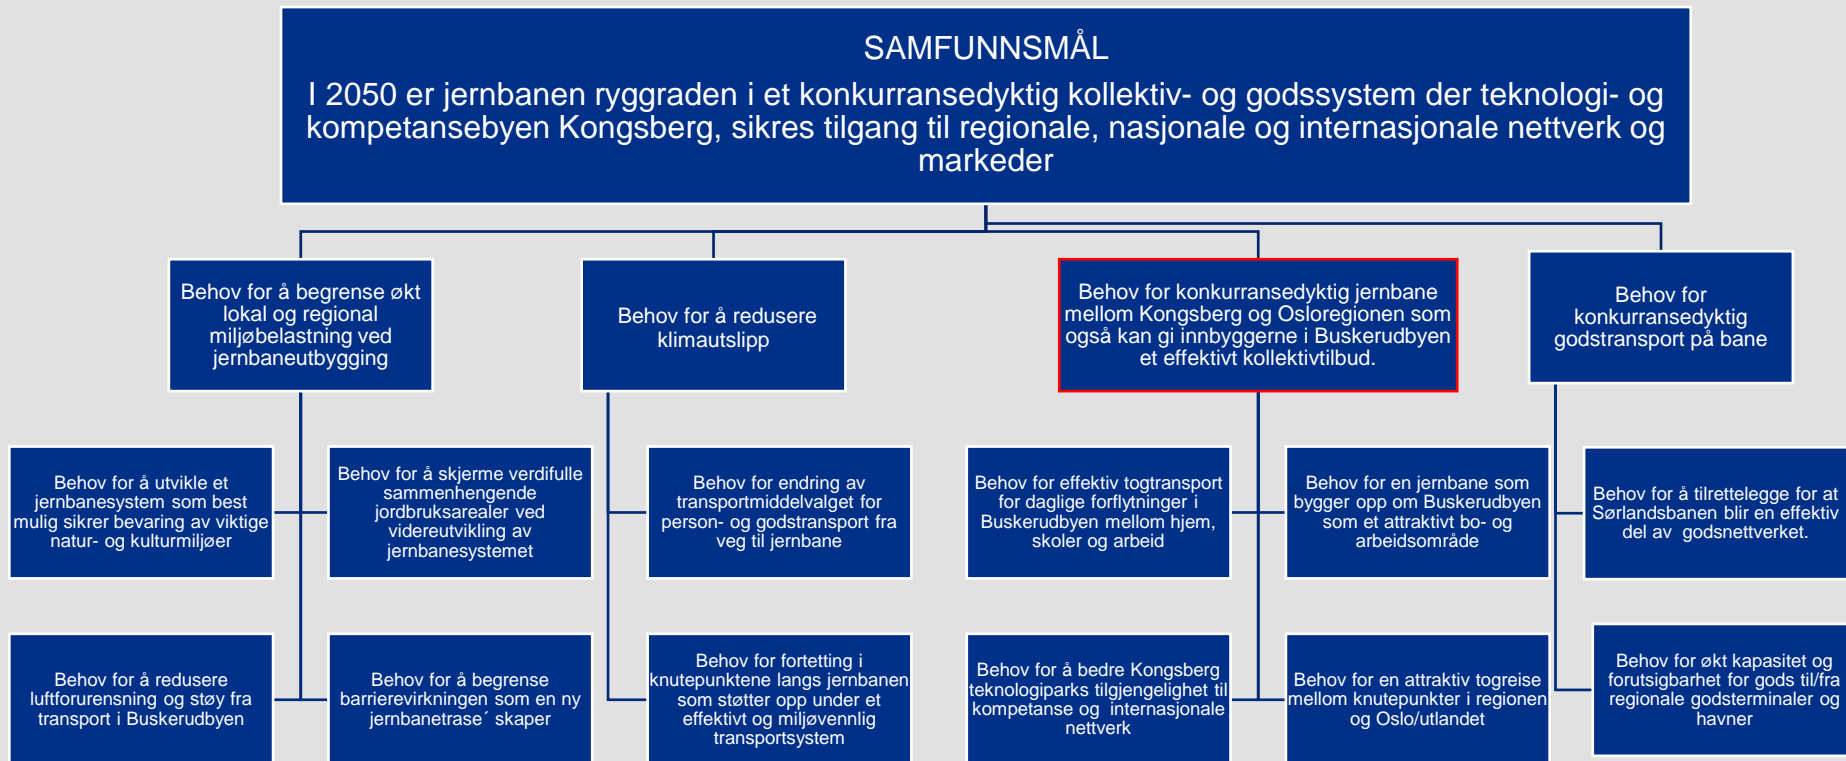 SAMFUNNSMÅL
I 2050 er jernbanen ryggraden i et konkurransedyktig kollektiv- og godssystem der teknologi- og
kompetansebyen Kongsberg, sikres tilgang til regionale, nasjonale og internasjonale nettverk og
markeder
Behov for å begrense økt
lokal og regional
miljøbelastning ved
jernbaneutbygging
Behov for å redusere
klimautslipp
Behov for konkurransedyktig jernbane
mellom Kongsberg og Osloregionen som
også kan gi innbyggerne i Buskerudbyen
et effektivt kollektivtilbud.
Behov for
konkurransedyktig
godstransport på bane
Behov for å utvikle et
jernbanesystem som best
mulig sikrer bevaring av viktige
natur- og kulturmiljøer
Behov for å skjerme verdifulle
sammenhengende
jordbruksarealer ved
videreutvikling av
jernbanesystemet
Behov for endring av
transportmiddelvalget for
person- og godstransport fra
veg til jernbane
Behov for effektiv togtransport
for daglige forflytninger i
Buskerudbyen mellom hjem,
skoler og arbeid
Behov for en jernbane som
bygger opp om Buskerudbyen
som et attraktivt bo- og
arbeidsområde
Behov for å tilrettelegge for at
Sørlandsbanen blir en effektiv
del av godsnettverket.
Behov for å redusere
luftforurensning og støy fra
transport i Buskerudbyen
Behov for å begrense
barrierevirkningen som en ny
jernbanetrase´ skaper
Behov for fortetting i
knutepunktene langs jernbanen
som støtter opp under et
effektivt og miljøvennlig
transportsystem
Behov for å bedre Kongsberg
teknologiparks tilgjengelighet til
kompetanse og internasjonale
nettverk
Behov for en attraktiv togreise
mellom knutepunkter i regionen
og Oslo/utlandet
Behov for økt kapasitet og
forutsigbarhet for gods til/fra
regionale godsterminaler og
havner